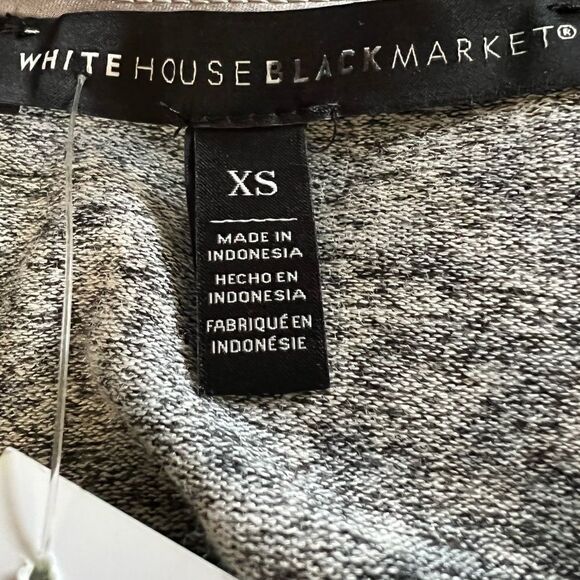 WHITE HOUSE BLACK MARKET®
XS
MADE IN
INDONESIA
HECHO EN
INDONESIA
FABRIQUÉ EN
INDONÉSIE